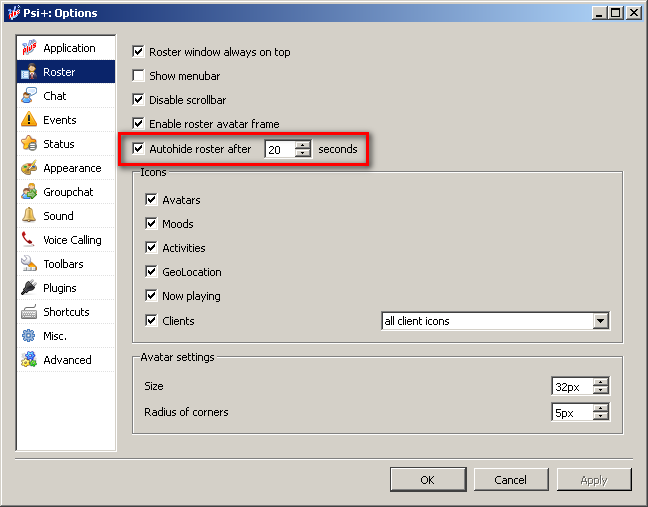 Psi+: Options
Application
Roster
Chat
Events
Status
Appearance
Groupchat
Sound
Voice Calling
Toolbars
Plugins
Shortcuts
Misc.
Advanced
Roster window always on top
Show menubar
Disable scrollbar
Enable roster avatar frame
Autohide roster after 20 seconds
Icons
Avatars
Moods
Activities
GeoLocation
Now playing
Clients all client icons
Avatar settings
Size 32px
Radius of corners 5px
OK Cancel Apply